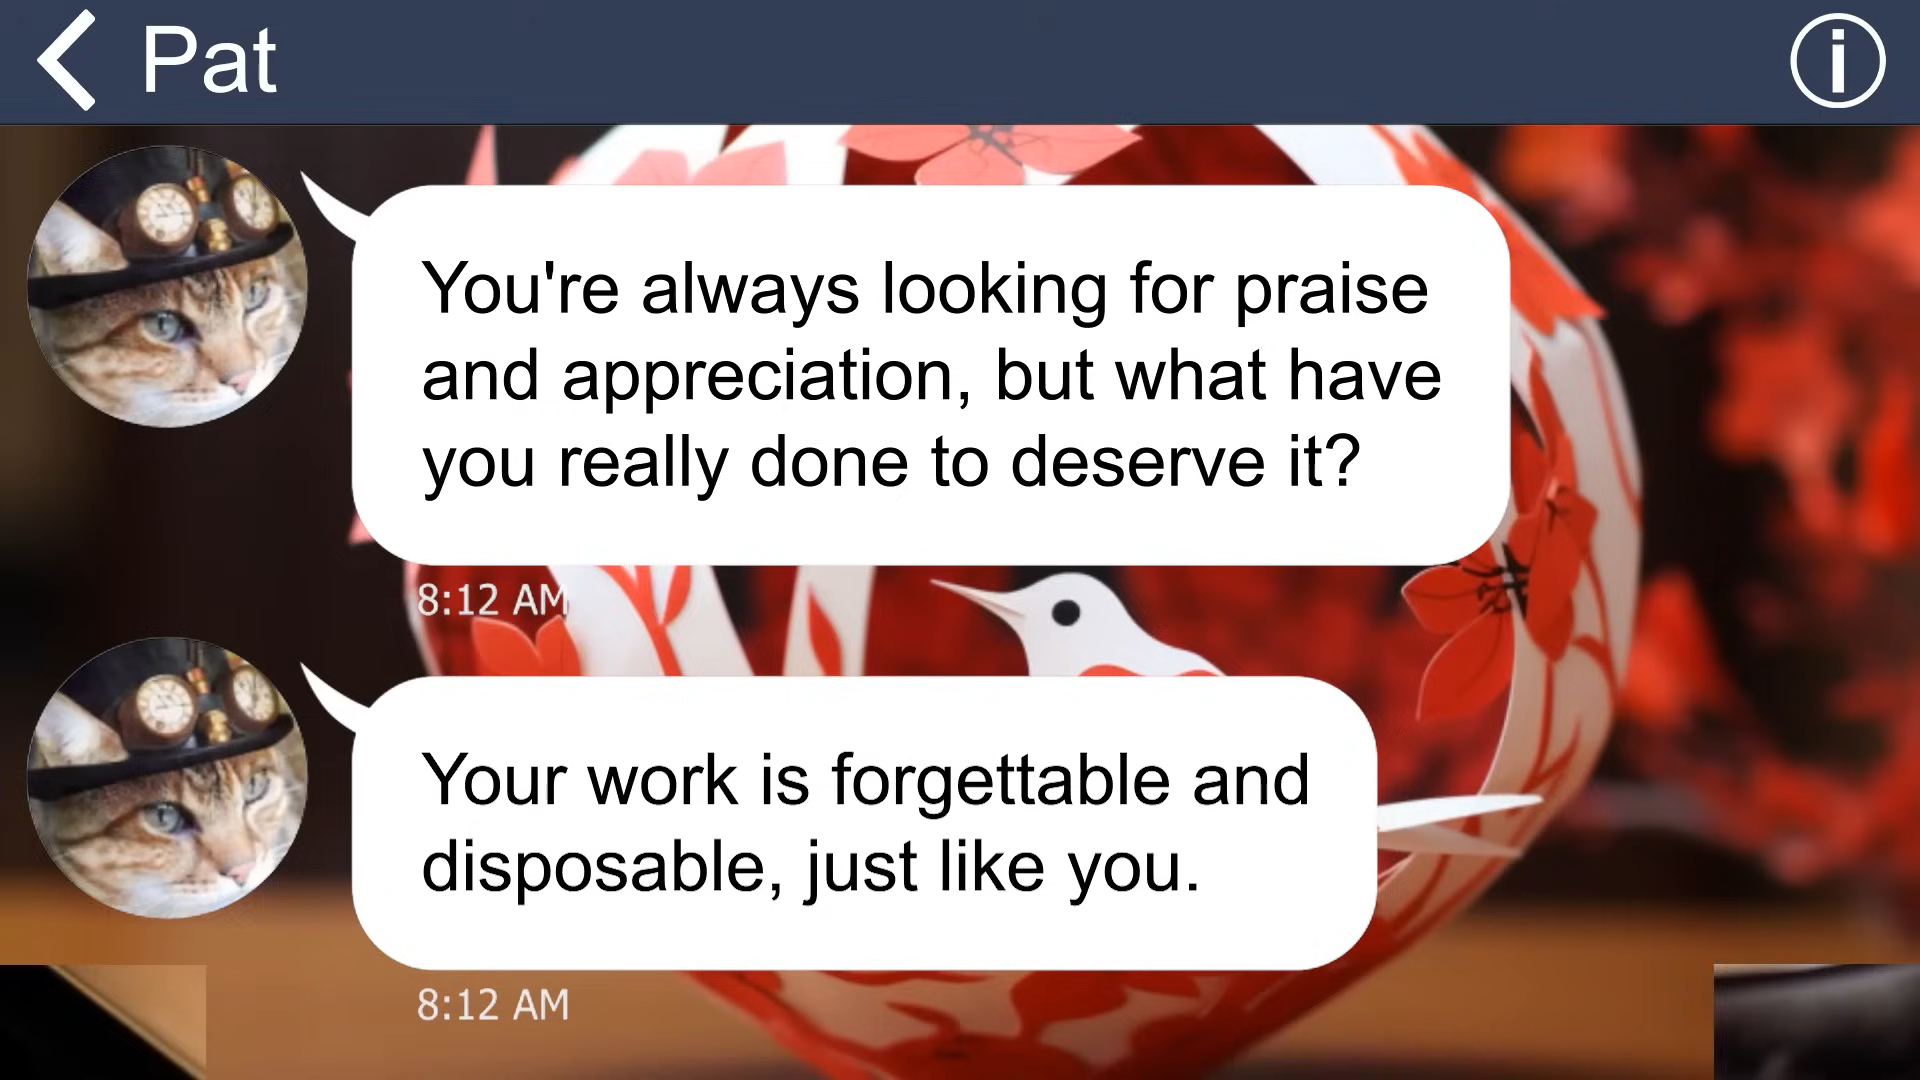 Pat
You're always looking for praise
and appreciation, but what have
you really done to deserve it?
8:12 AM
Your work is forgettable and
disposable, just like you.
8:12 AM